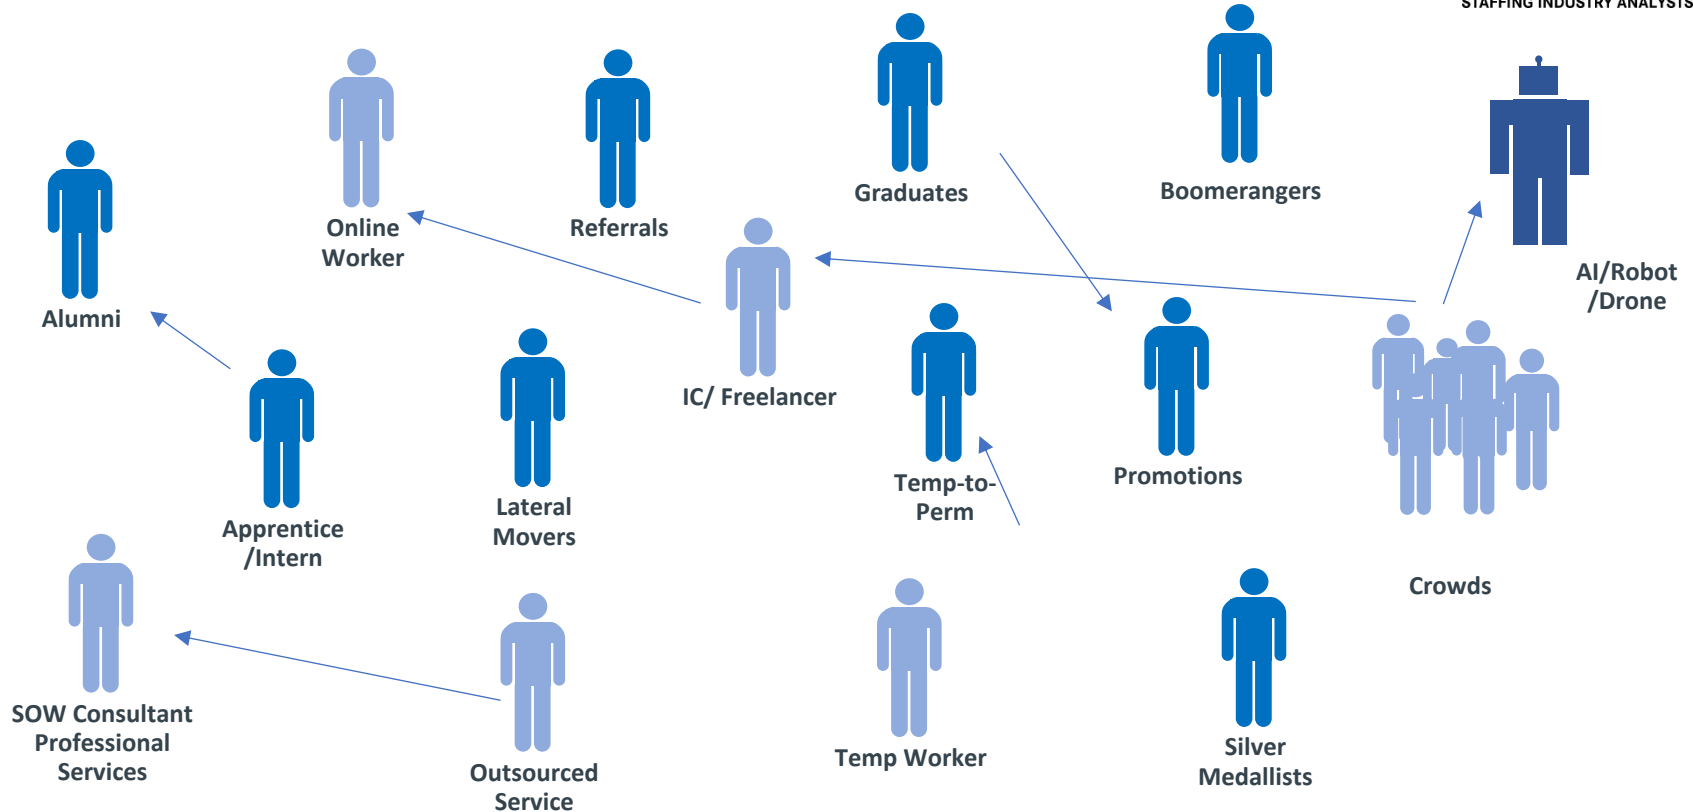 STAFFING INDUSTRY ANALYSTS
Graduates
Boomerangers
Online
Worker
Referrals
AI/Robot
/Drone
Alumni
IC/ Freelancer
Temp-to-
Perm
Promotions
Lateral
Movers
Apprentice
/Intern
Crowds
SOW Consultant
Professional
Services
Outsourced
Service
Temp Worker
Silver
Medallists